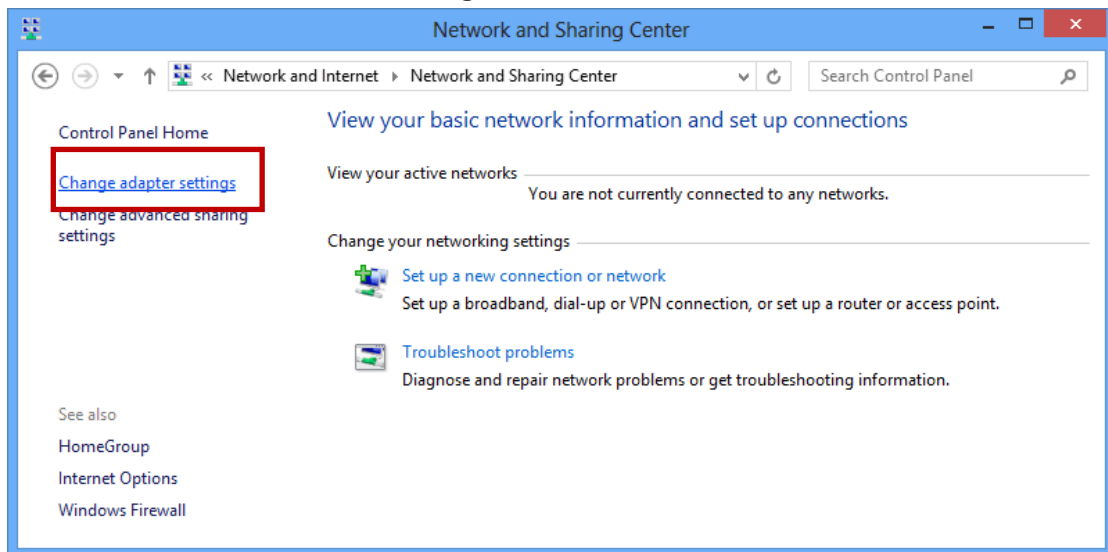 Network and Sharing Center
« Network and Internet ▸ Network and Sharing Center
Search Control Panel
Control Panel Home
Change adapter settings
Change advanced sharing
settings
View your basic network information and set up connections
View your active networks
You are not currently connected to any networks.
Change your networking settings
Set up a new connection or network
Set up a broadband, dial-up or VPN connection, or set up a router or access point.
Troubleshoot problems
Diagnose and repair network problems or get troubleshooting information.
See also
HomeGroup
Internet Options
Windows Firewall